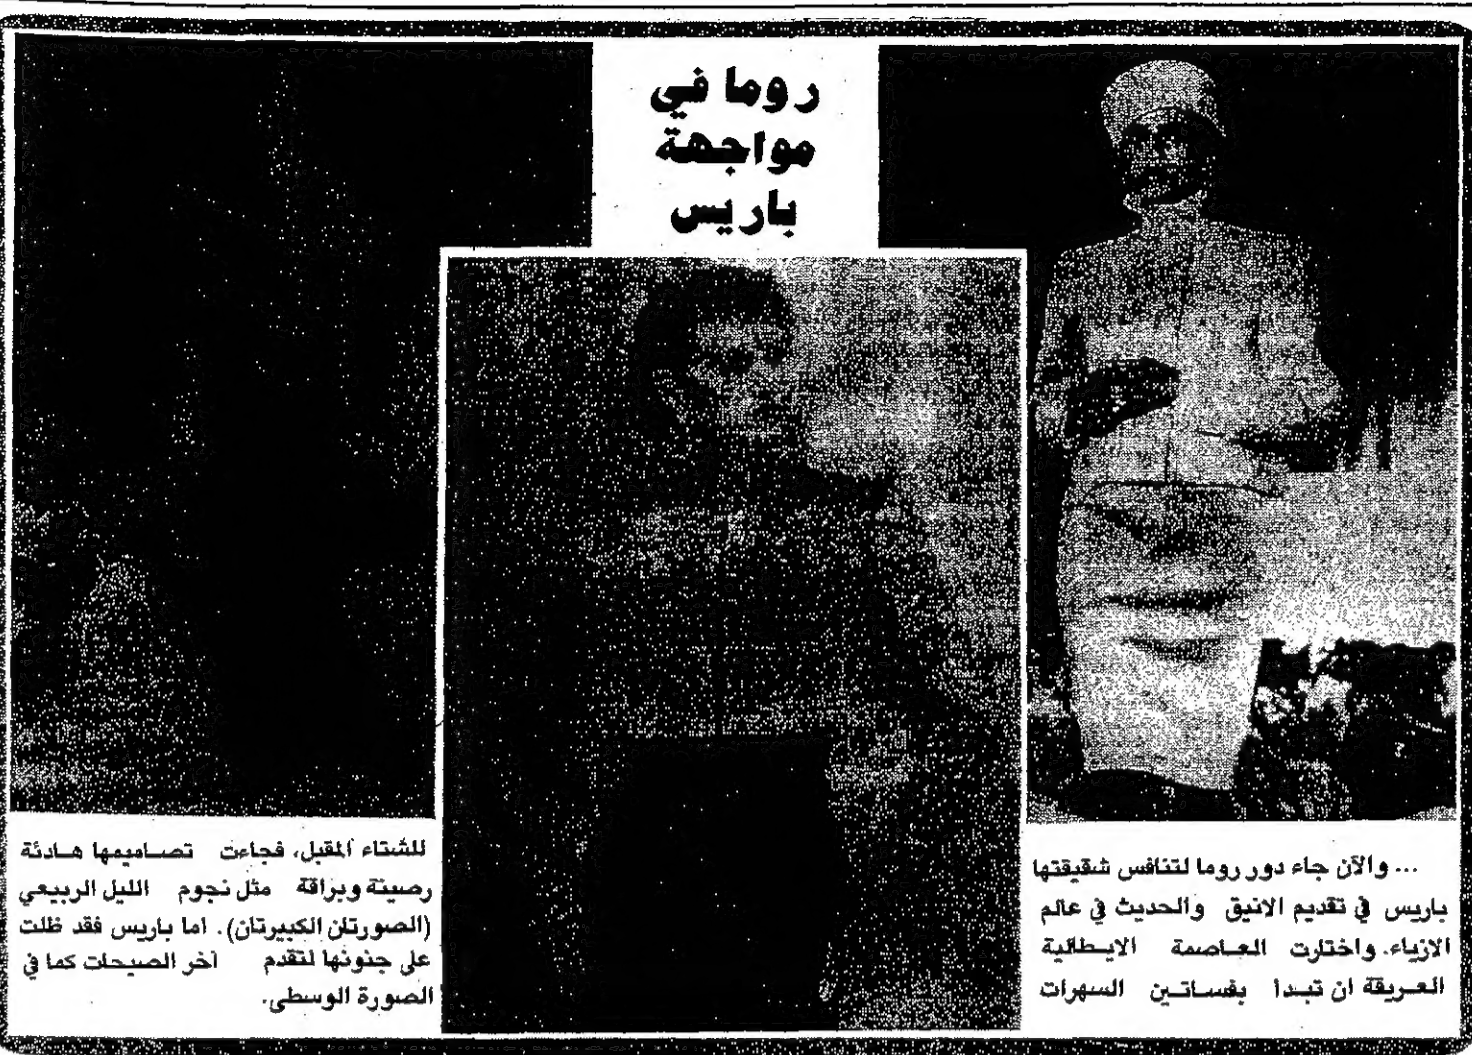 روما في
مواجهة
باريس
... والآن جاء دور روما لتنافس شقيقتها
باريس في تقديم الانيق والحديث في عالم
الازياء. واختارت العاصمة الايطالية
العريقة ان تبدا بفساتين السهرات
للشتاء المقبل، فجاءت تصاميمها هادئة
رصينة وبراقة مثل نجوم الليل الربيعي
(الصورتان الكبيرتان). اما باريس فقد ظلت
على جنونها لتقدم آخر الصيحات كما في
الصورة الوسطى.